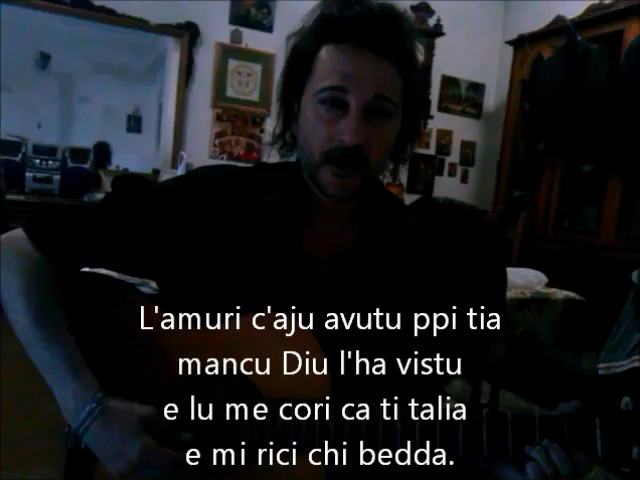 L'amuri c'aju avutu ppi tia
mancu Diu l'ha vistu
e lu me cori ca ti talia
e mi rici chi bedda.